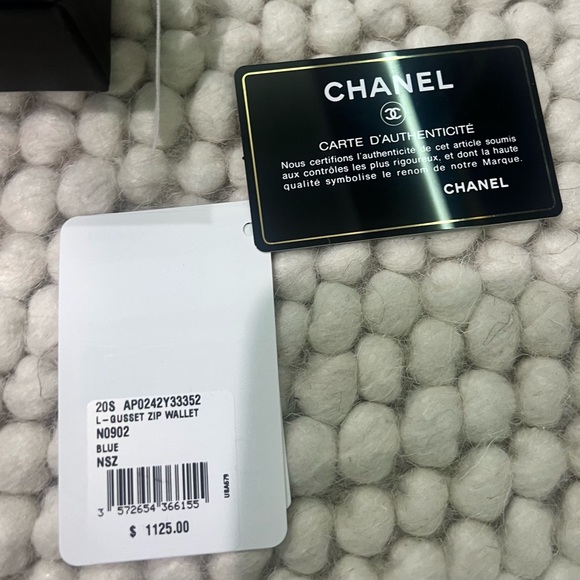 CHANEL
CARTE D'AUTHENTICITÉ
Nous certifions l'authenticité de cet article soumis
aux contrôles les plus rigoureux, et dont la haute
qualité symbolise le renom de notre Marque.
CHANEL
20S AP0242Y33352
L-GUSSET ZIP WALLET
N0902
BLUE
NSZ
USA679
3 572654 366155
$ 1125.00